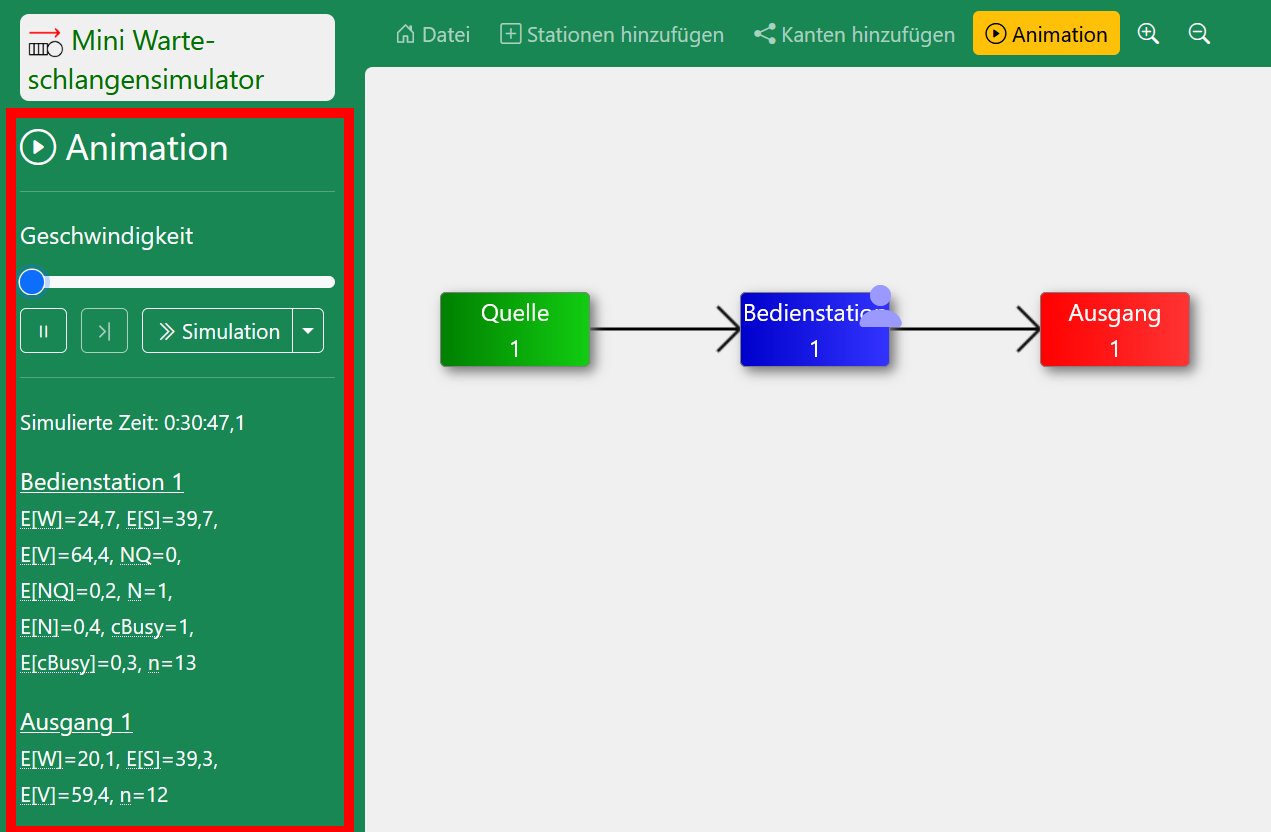 Mini Warte-
schlangensimulator
Datei Stationen hinzufügen Kanten hinzufügen Animation
Animation
Geschwindigkeit
Simulation
Simulierte Zeit: 0:30:47,1
Bedienstation 1
E[W]=24,7, E[S]=39,7,
E[V]=64,4, NQ=0,
E[NQ]=0,2, N=1,
E[N]=0,4, cBusy=1,
E[cBusy]=0,3, n=13
Ausgang 1
E[W]=20,1, E[S]=39,3,
E[V]=59,4, n=12
Quelle
1
Bedienstatio
1
Ausgang
1